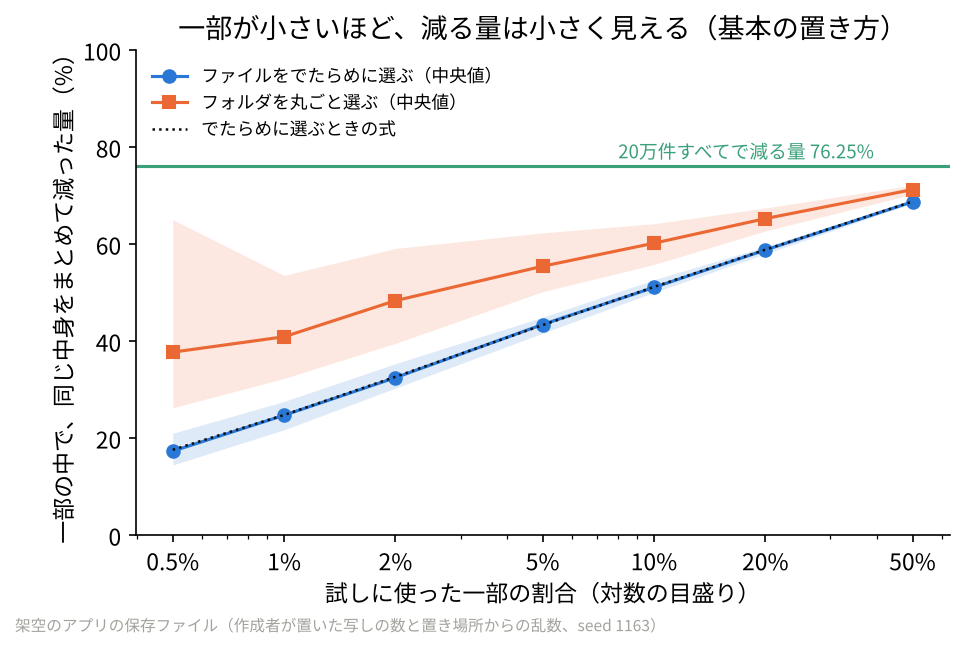 一部が小さいほど、減る量は小さく見える（基本の置き方）
一部の中で、同じ中身をまとめて減った量（%）
100
80
60
40
20
0
ファイルをでたらめに選ぶ（中央値）
フォルダを丸ごと選ぶ（中央値）
でたらめに選ぶときの式
20万件すべてで減る量 76.25%
0.5%
1%
2%
5%
10%
20%
50%
試しに使った一部の割合（対数の目盛り）
架空のアプリの保存ファイル（作成者が置いた写しの数と置き場所からの乱数、seed 1163）